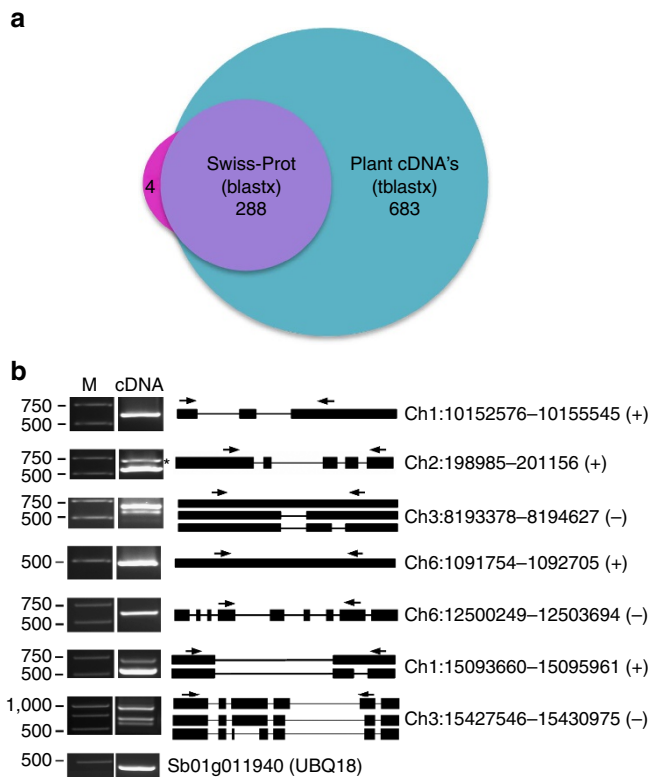 a
4
Swiss-Prot
(blastx)
288
Plant cDNA's
(tblastx)
683
b
M cDNA
750
500
Ch1:10152576–10155545 (+)
750
500
*
Ch2:198985–201156 (+)
750
500
Ch3:8193378–8194627 (–)
500
Ch6:1091754–1092705 (+)
750
500
Ch6:12500249–12503694 (–)
750
500
Ch1:15093660–15095961 (+)
1,000
500
Ch3:15427546–15430975 (–)
500
Sb01g011940 (UBQ18)